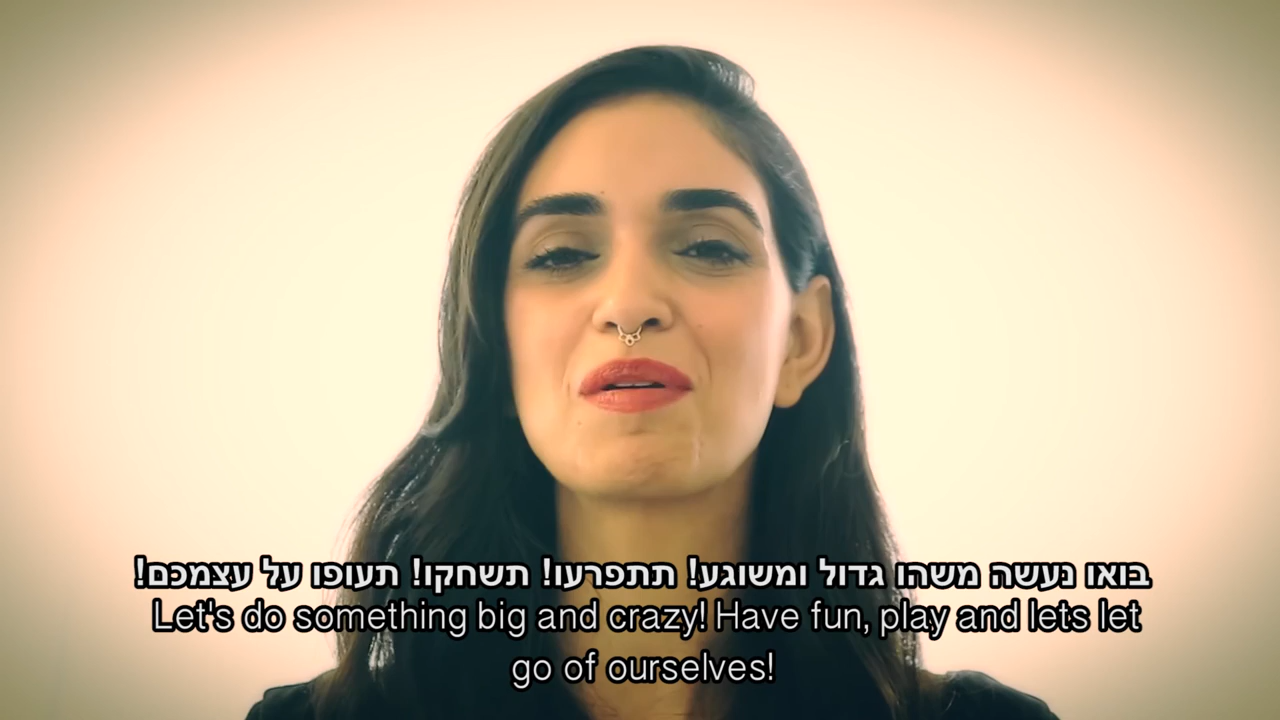 בואו נעשה משהו גדול ומשוגע! תתפרעו! תשחקו! תעופו על עצמכם!
Let's do something big and crazy! Have fun, play and lets let
go of ourselves!